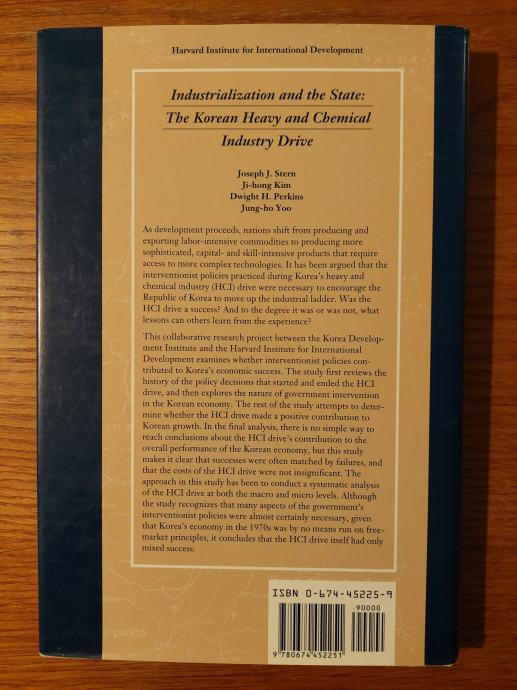 Harvard Institute for International Development
KAEMA-
Industrialization and the State:
The Korean Heavy and Chemical
Industry Drive
Joseph J. Stern
Ji-hong Kim
Dwight H. Perkins
Jung-ho Yoo
As development proceeds, nations shift from producing and
exporting labor-intensive commodities to producing more
sophisticated, capital- and skill-intensive products that require
access to more complex technologies. It has been argued that the
interventionist policies practiced during Korea's heavy and
chemical industry (HCI) drive were necessary to encourage the
Republic of Korea to move up the industrial ladder. Was the
HCI drive a success? And to the degree it was or was not, what
lessons can others learn from the experience?
This collaborative research project between the Korea Develop-
ment Institute and the Harvard Institute for International
Development examines whether interventionist policies con-
tributed to Korea's economic success. The study first reviews the
history of the policy decisions that started and ended the HCI
drive, and then explores the nature of government intervention
in the Korean economy. The rest of the study attempts to deter-
mine whether the HCI drive made a positive contribution to
Korean growth. In the final analysis, there is no simple way to
reach conclusions about the HCI drive's contribution to the
overall performance of the Korean economy, but this study
makes it clear that successes were often matched by failures, and
that the costs of the HCI drive were not insignificant. The
approach in this study has been to conduct a systematic analysis
of the HCI drive at both the macro and micro levels. Although
the study recognizes that many aspects of the government's
interventionist policies were almost certainly necessary, given
that Korea's economy in the 1970s was by no means run on free-
market principles, it concludes that the HCI drive itself had only
mixed success.
ISBN 0-674-45225-9
90000
9 780674 452251
e-pukto